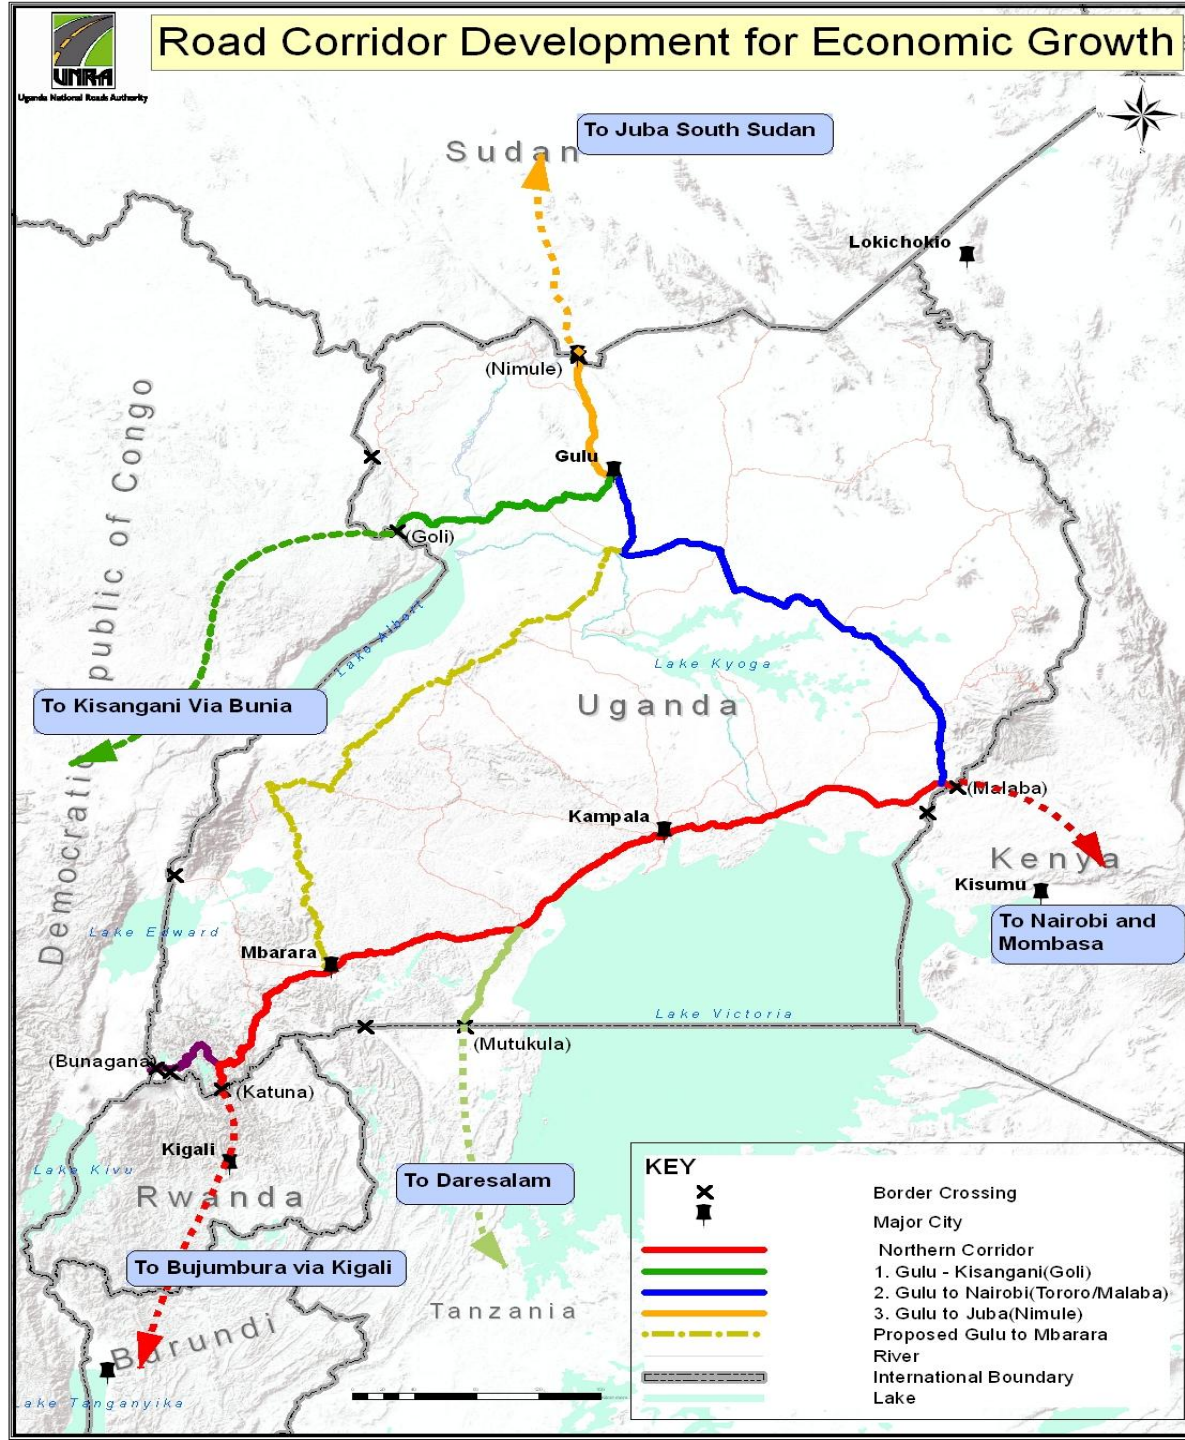 Road Corridor Development for Economic Growth
UNRA
Uganda National Roads Authority
N
W
E
S
To Juba South Sudan
Sudan
Lokichokio
(Nimule)
Gulu
(Goli)
Democratic
public of Congo
Lake Albert
Lake Kyoga
To Kisangani Via Bunia
Uganda
(Malaba)
Kampala
Kenya
Kisumu
To Nairobi and
Mombasa
Lake Edward
Mbarara
Lake Victoria
(Mutukula)
(Bunagana)
(Katuna)
Kigali
Lake Kivu
Rwanda
To Daresalam
To Bujumbura via Kigali
Tanzania
Burundi
Lake Tanganyika
KEY
Border Crossing
Major City
Northern Corridor
1. Gulu - Kisangani(Goli)
2. Gulu to Nairobi(Tororo/Malaba)
3. Gulu to Juba(Nimule)
Proposed Gulu to Mbarara
River
International Boundary
Lake